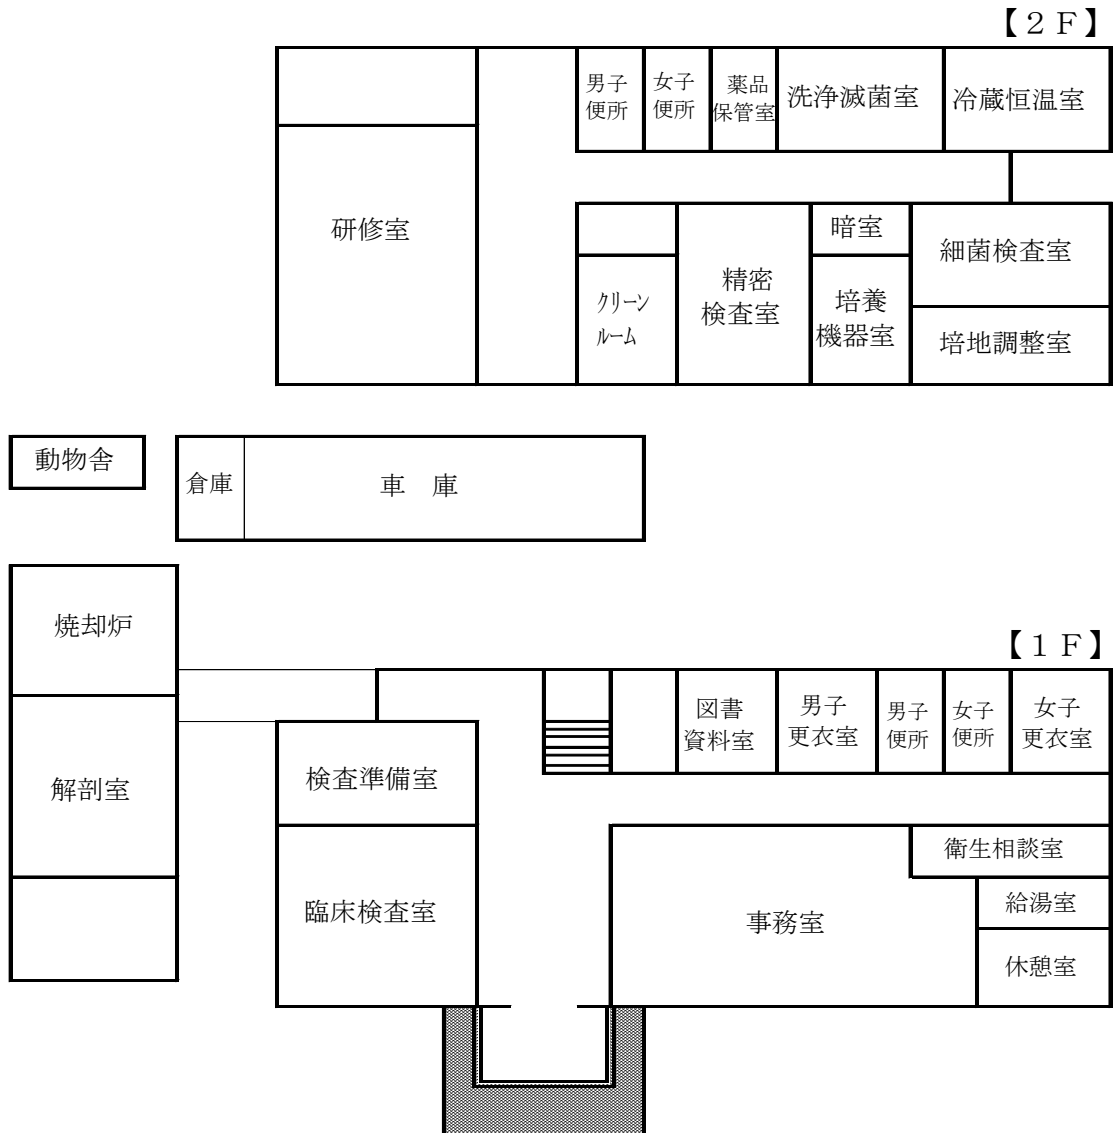 【２Ｆ】
男子
便所
女子
便所
薬品
保管室
洗浄滅菌室
冷蔵恒温室
研修室
クリーン
ルーム
精密
検査室
暗室
培養
機器室
細菌検査室
培地調整室
動物舎
倉庫
車　庫
焼却炉
解剖室
【１Ｆ】
図書
資料室
男子
更衣室
男子
便所
女子
便所
女子
更衣室
検査準備室
臨床検査室
事務室
衛生相談室
給湯室
休憩室